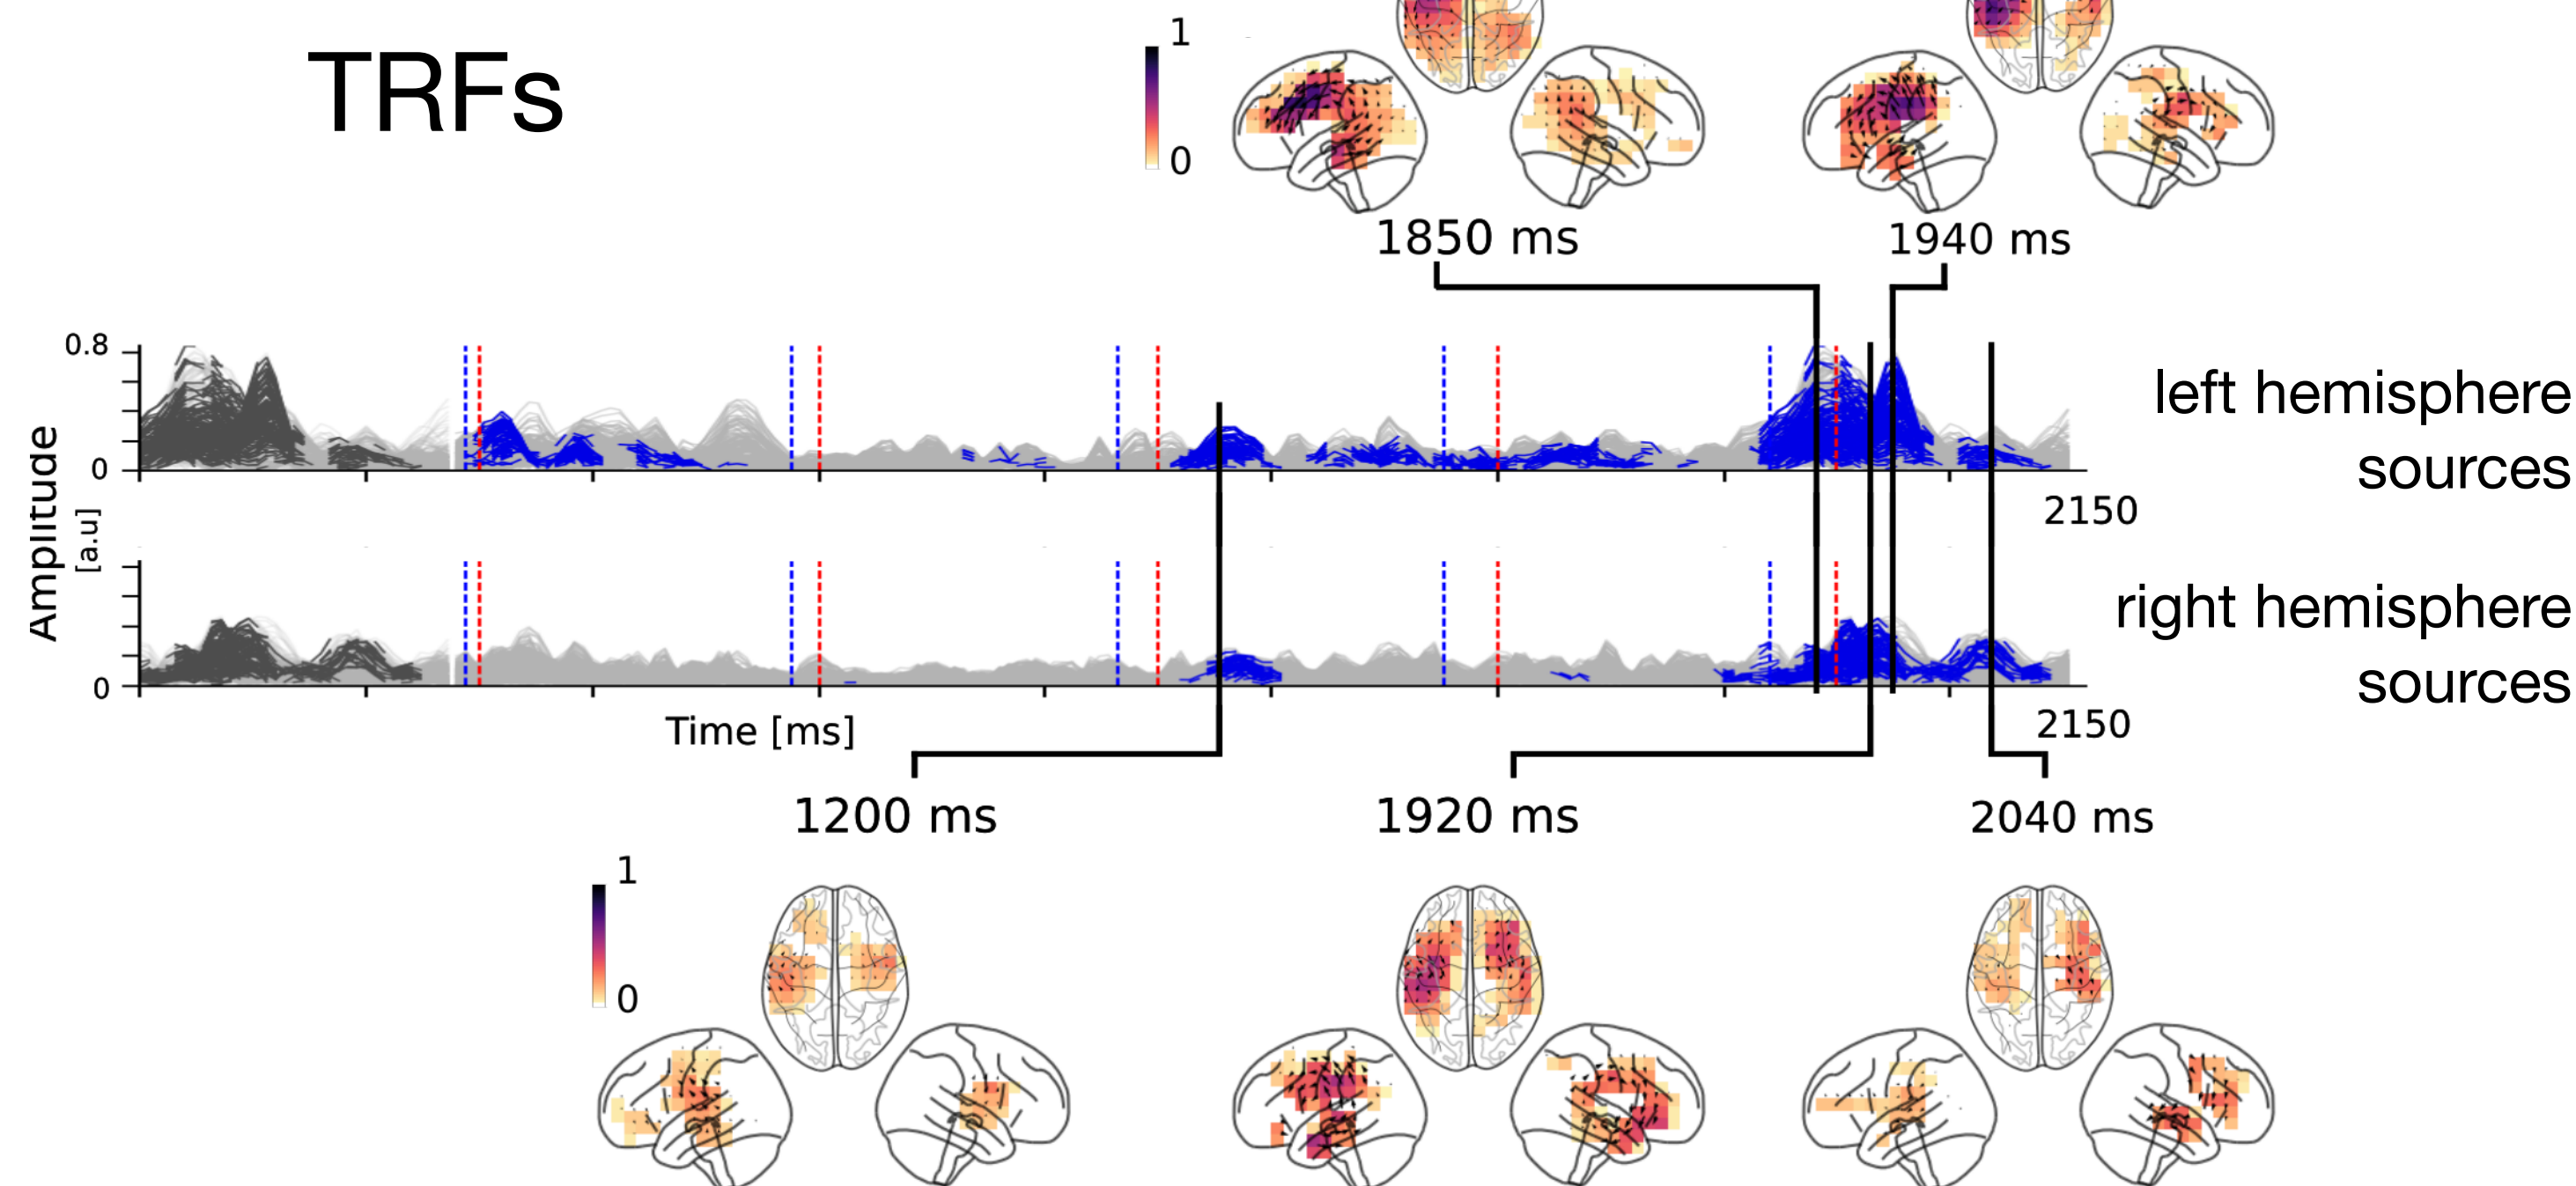 TRFs
1
0
1850 ms
1940 ms
0.8
0
left hemisphere
sources
2150
Amplitude
[a.u]
right hemisphere
sources
0
2150
Time [ms]
1200 ms
1920 ms
2040 ms
1
0